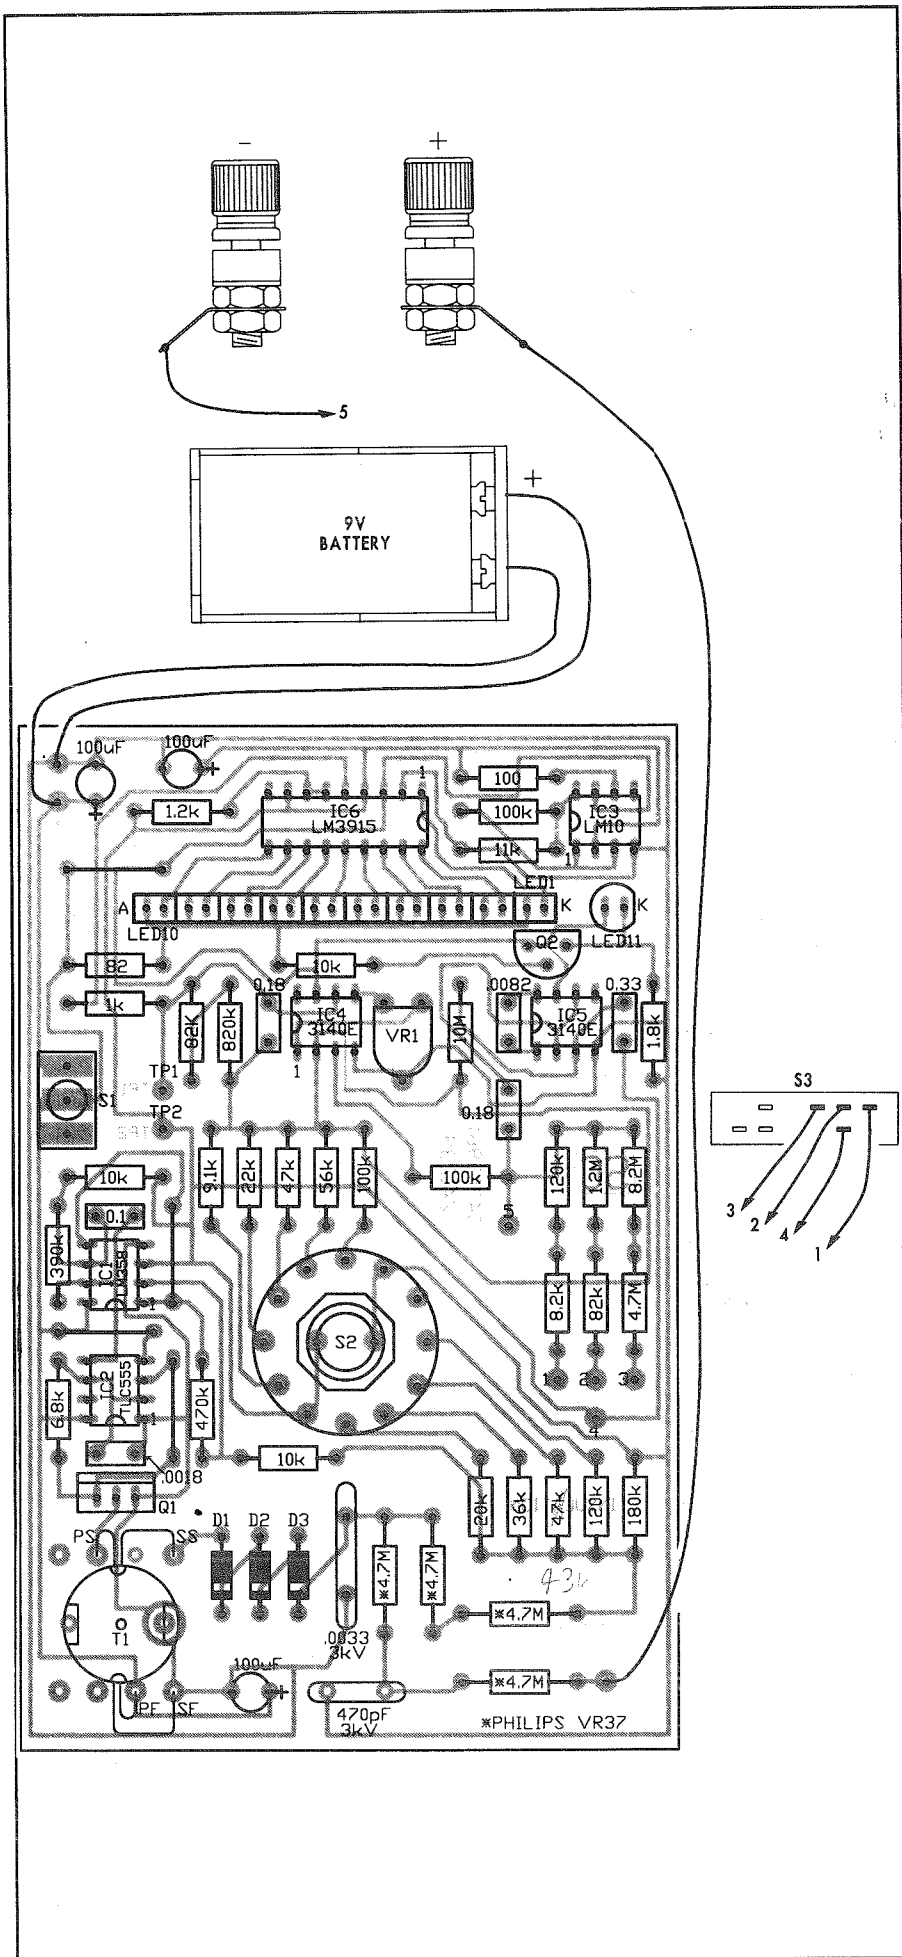 - +
5
+
9V
BATTERY
100uF
100uF
+
+
1.2k
1
IC6
LM3915
100
100k
11k
IC3
LM10
1
LED1
A
K
K
LED10
LED11
Q2
82
10k
1k
82K
820k
0.18
IC4
3140E
1
VR1
10M
.0082
IC5
3140E
0.33
1.8k
S1
TP1
TP2
0.18
S3
3
2
4
1
9.1k
22k
47k
56k
100k
100k
120k
1.2M
8.2M
10k
5
0.1
390k
IC1
LM358
1
S2
8.2k
82k
4.7M
1
2
3
4
6.8k
IC2
TLC555
1
470k
10k
.0018
Q1
20k
36k
47k
120k
180k
43k
PS
SS
D1
D2
D3
*4.7M
*4.7M
*4.7M
T1
.0033
3kV
100uF
+
*4.7M
PF
SF
470pF
3kV
*PHILIPS VR37